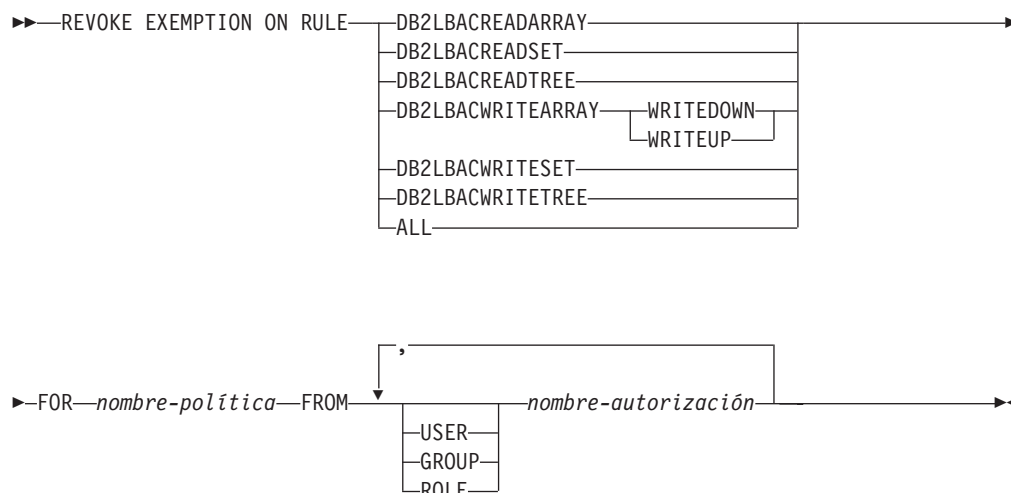 REVOKE EXEMPTION ON RULE DB2LBACREADARRAY
DB2LBACREADSET
DB2LBACREADTREE
DB2LBACWRITEARRAY WRITEDOWN
WRITEUP
DB2LBACWRITESET
DB2LBACWRITETREE
ALL
,
FOR nombre-política FROM nombre-autorización
USER
GROUP
ROLE